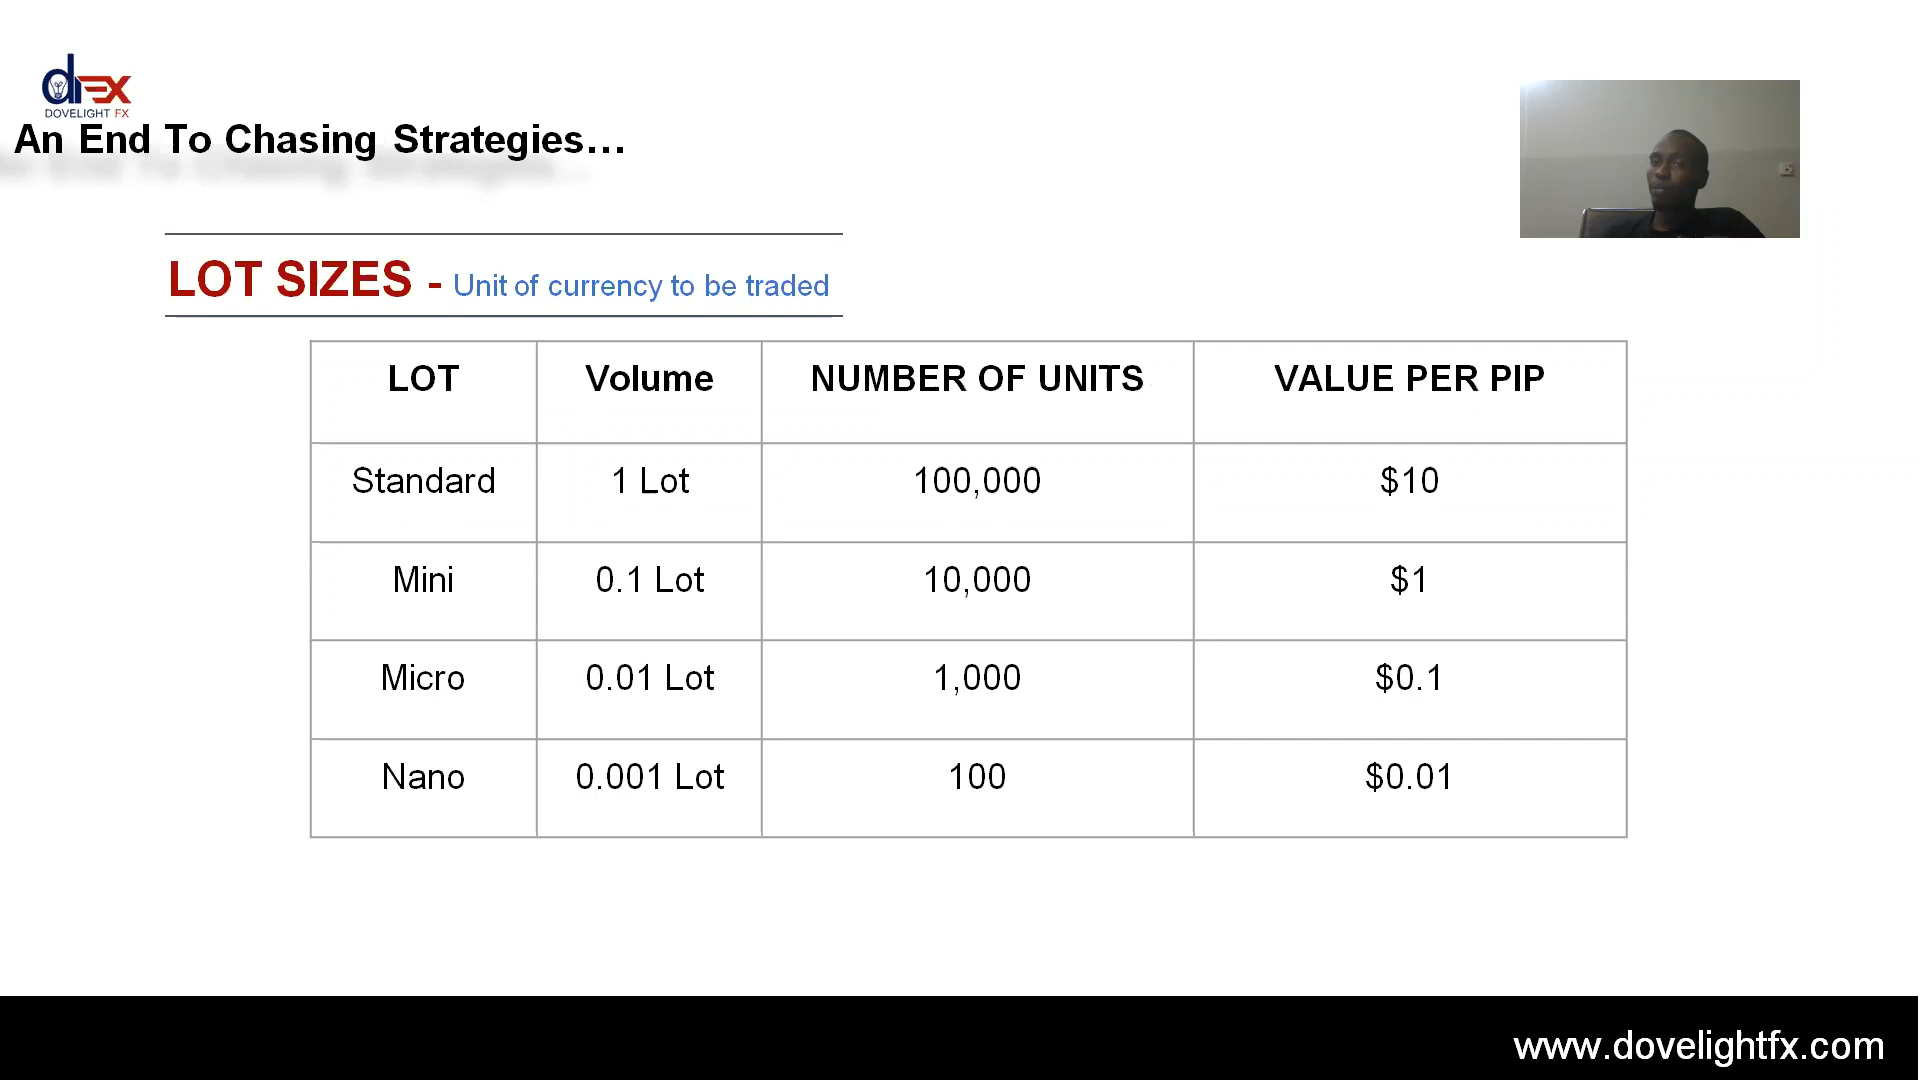 DOVELIGHT FX
An End To Chasing Strategies...
LOT SIZES - Unit of currency to be traded
LOT Volume NUMBER OF UNITS VALUE PER PIP
Standard 1 Lot 100,000 $10
Mini 0.1 Lot 10,000 $1
Micro 0.01 Lot 1,000 $0.1
Nano 0.001 Lot 100 $0.01
www.dovelightfx.com